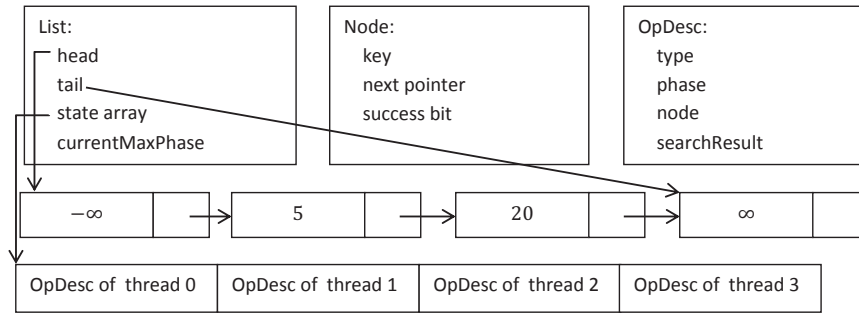 List:
head
tail
state array
currentMaxPhase
Node:
key
next pointer
success bit
OpDesc:
type
phase
node
searchResult
−∞ 5 20 ∞
OpDesc of thread 0 OpDesc of thread 1 OpDesc of thread 2 OpDesc of thread 3